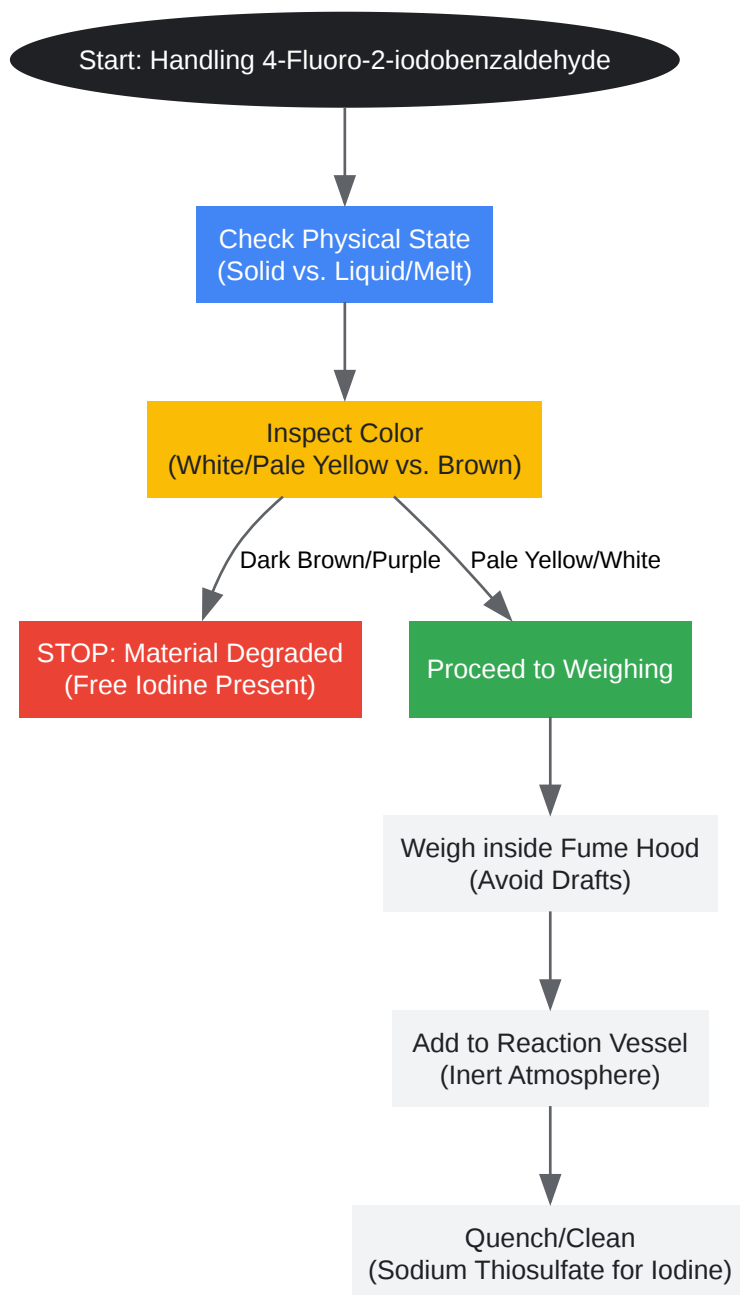 Start: Handling 4-Fluoro-2-iodobenzaldehyde
Check Physical State
(Solid vs. Liquid/Melt)
Inspect Color
(White/Pale Yellow vs. Brown)
Dark Brown/Purple
Pale Yellow/White
STOP: Material Degraded
(Free Iodine Present)
Proceed to Weighing
Weigh inside Fume Hood
(Avoid Drafts)
Add to Reaction Vessel
(Inert Atmosphere)
Quench/Clean
(Sodium Thiosulfate for Iodine)